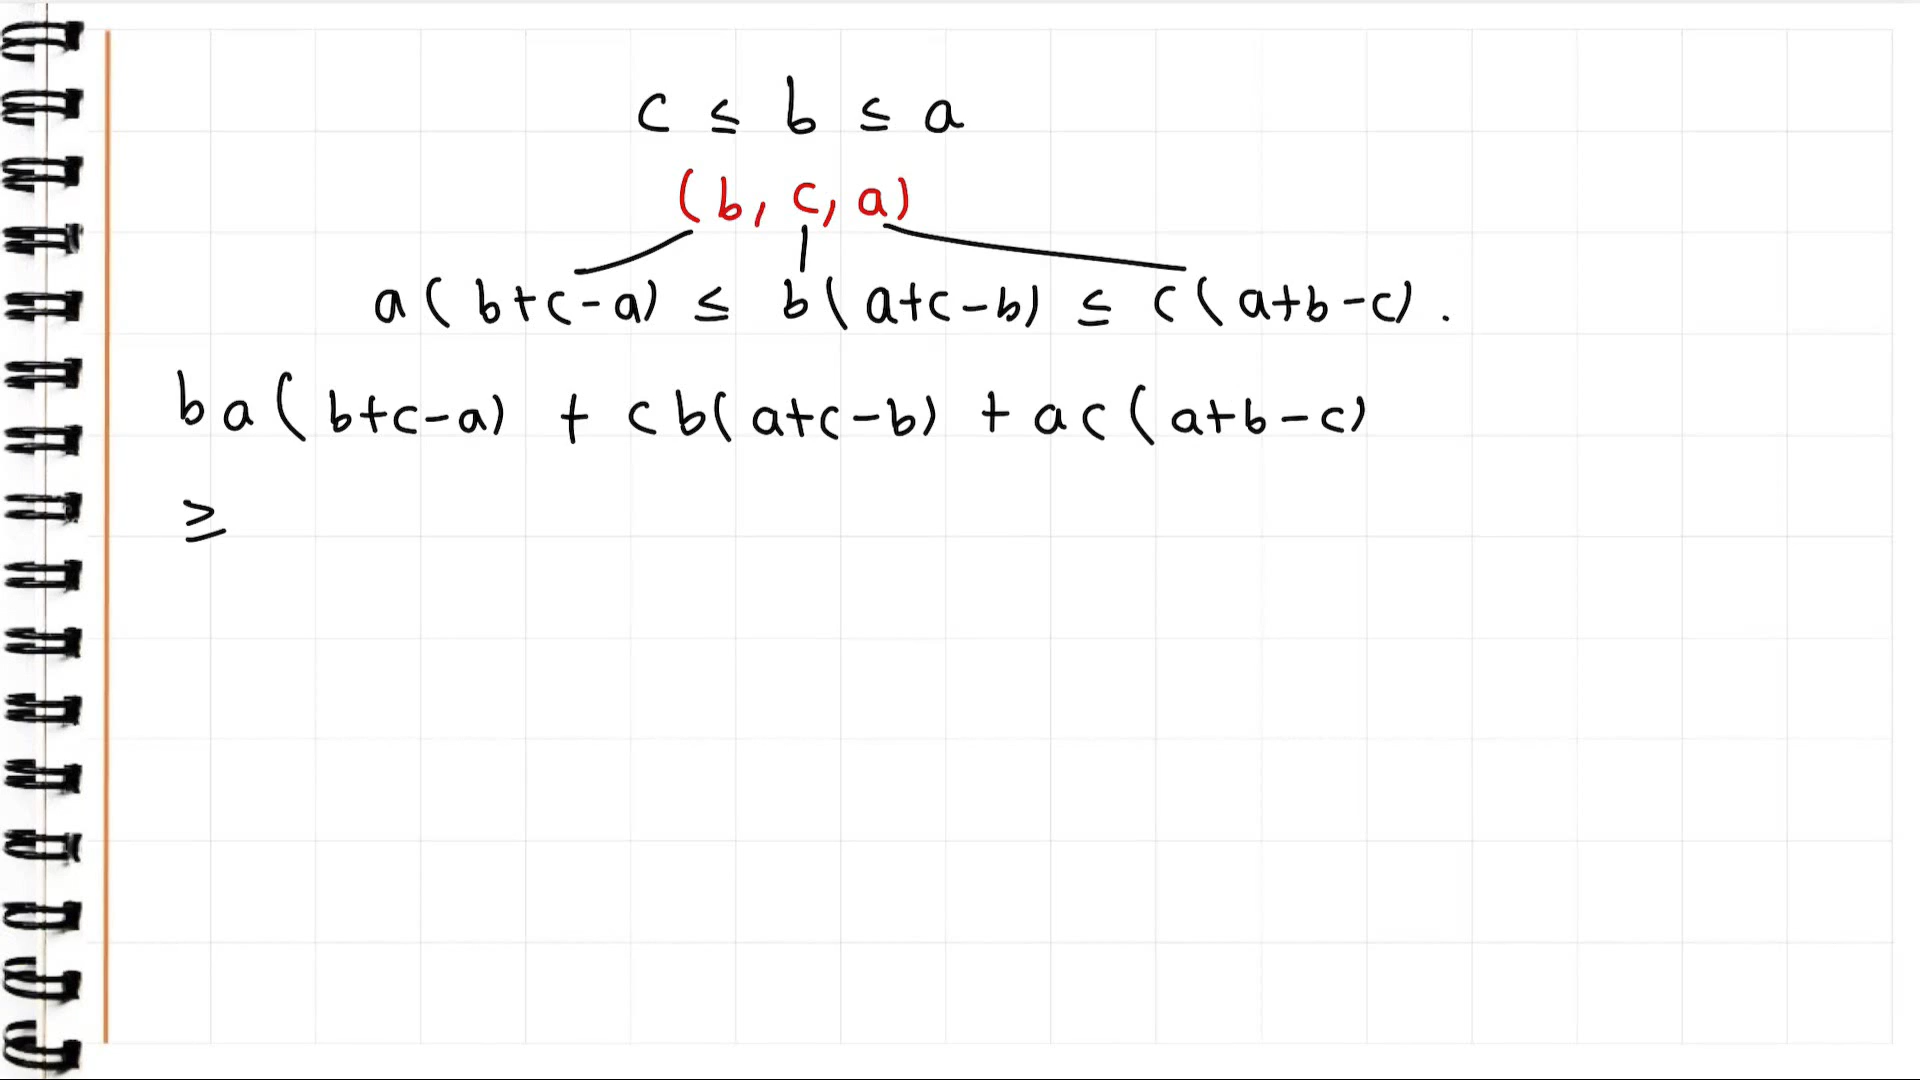 c ≤ b ≤ a
(b, c, a)
a(b+c-a) ≤ b(a+c-b) ≤ c(a+b-c).
ba(b+c-a) + cb(a+c-b) + ac(a+b-c)
≥